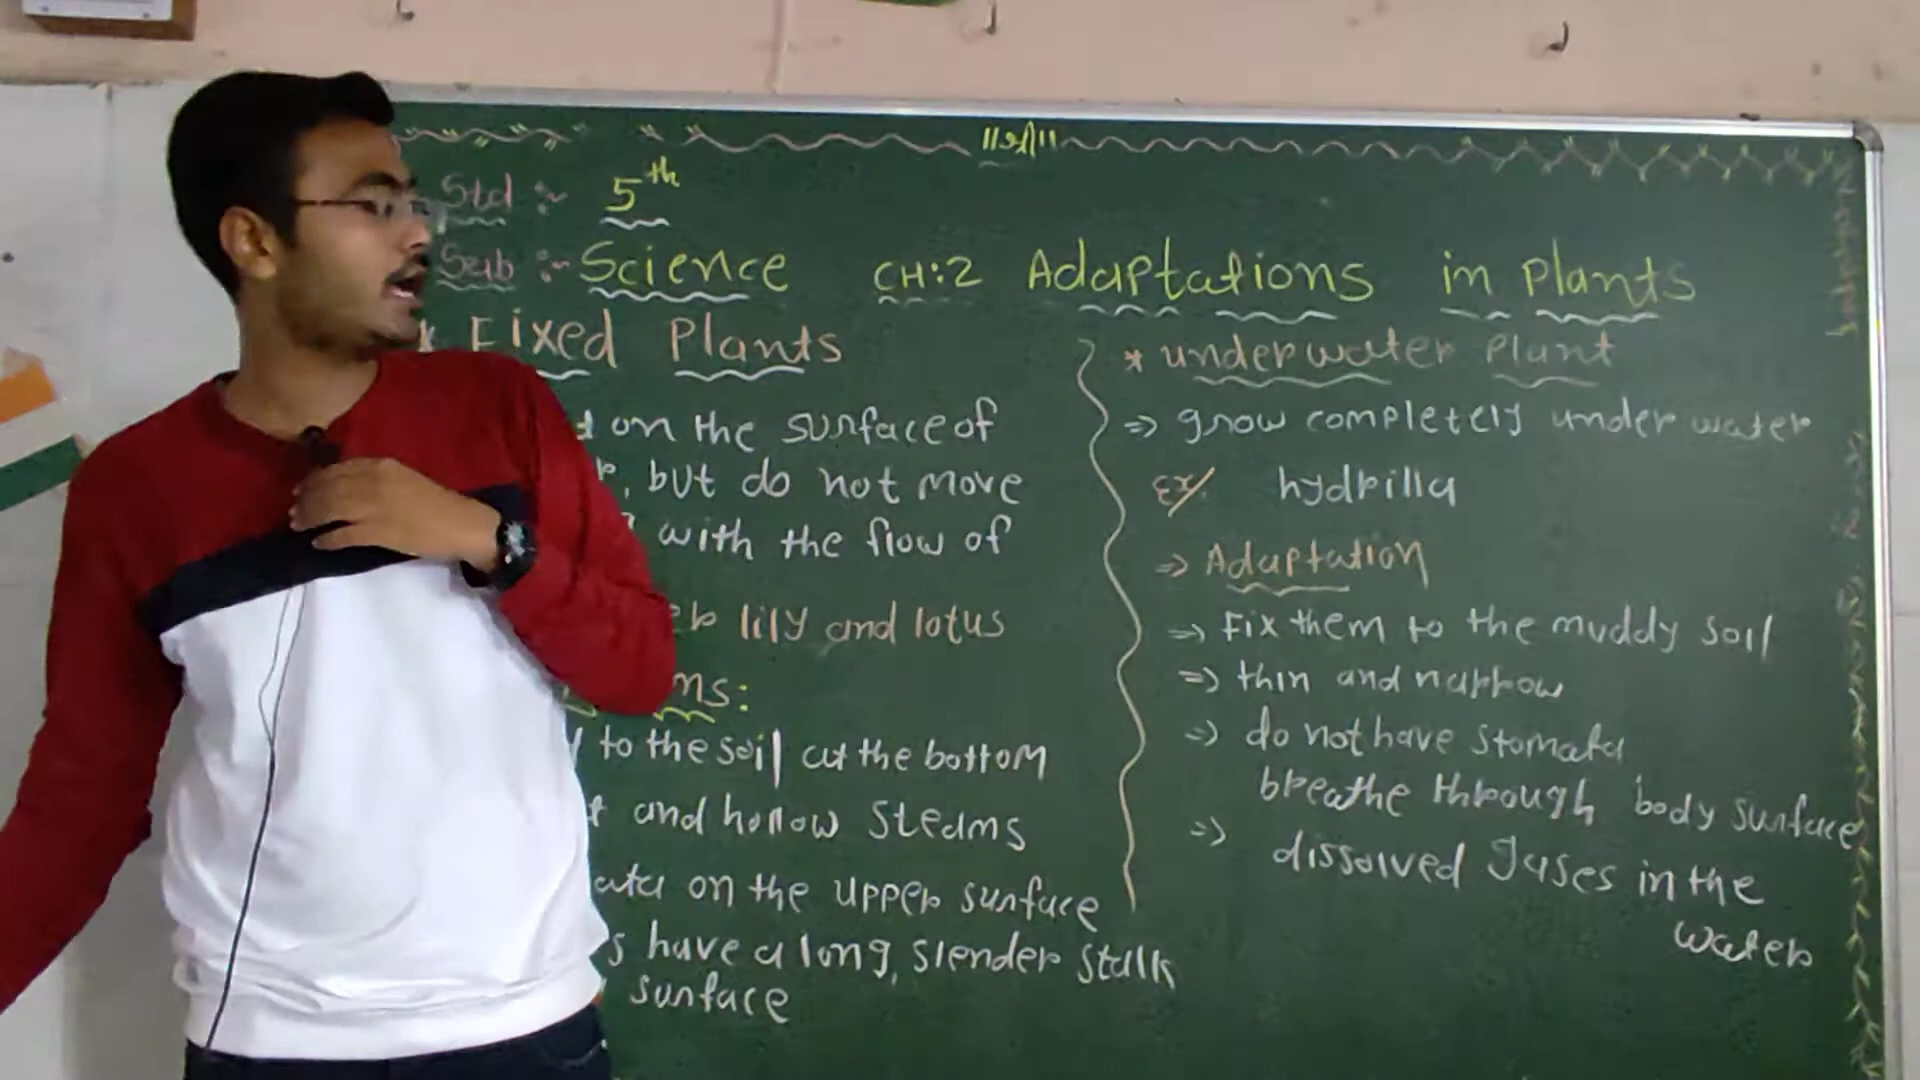 Std :- 5th
Sub :- Science CH:2 Adaptations in Plants
* Fixed Plants
on the surface of
, but do not move
with the flow of
lily and lotus
ms:
to the soil at the bottom
and hollow steams
on the upper surface
have a long, slender stalk
surface
* underwater Plant
=> grow completely under water
Ex/ hydrilla
=> Adaptation
=> Fix them to the muddy soil
=> thin and narrow
=> do not have stomata
breathe through body surface
=> dissolved gases in the
water